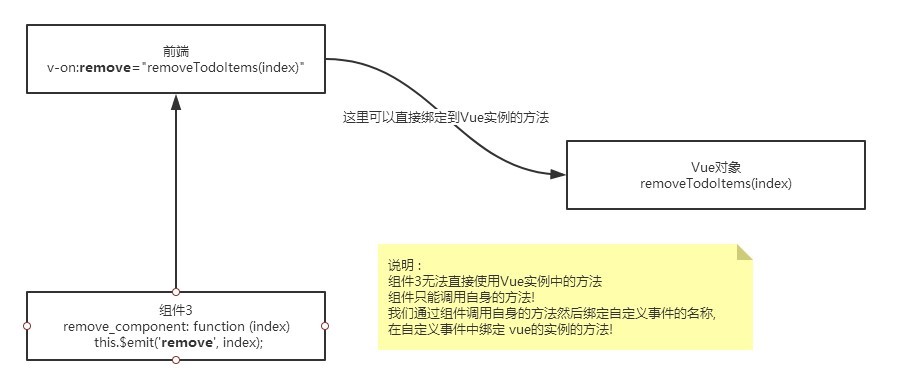 前端
v-on:remove="removeTodoItems(index)"
这里可以直接绑定到Vue实例的方法
Vue对象
removeTodoItems(index)
组件3
remove_component: function (index)
this.$emit('remove', index);
说明：
组件3无法直接使用Vue实例中的方法
组件只能调用自身的方法!
我们通过组件调用自身的方法然后绑定自定义事件的名称,
在自定义事件中绑定 vue的实例的方法!